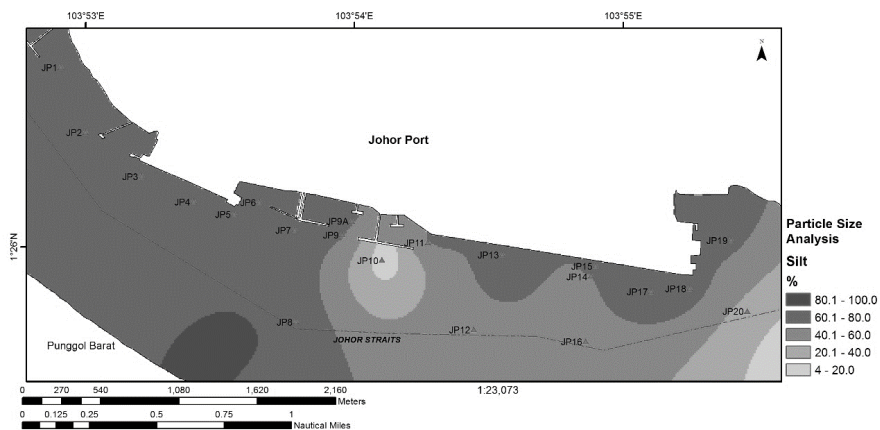 103°53'E 103°54'E 103°55'E
N
JP1
Johor Port
JP2
JP3
JP4
JP5
JP6
JP7
JP9A
JP9
JP10
JP11
JP13
JP15
JP14
JP17
JP18
JP19
JP8
JP12
JP16
JP20
1°26'N
Punggol Barat
JOHOR STRAITS
Particle Size
Analysis
Silt
%
80.1 - 100.0
60.1 - 80.0
40.1 - 60.0
20.1 - 40.0
4 - 20.0
0 270 540 1,080 1,620 2,160
Meters
1:23,073
0 0.125 0.25 0.5 0.75 1
Nautical Miles